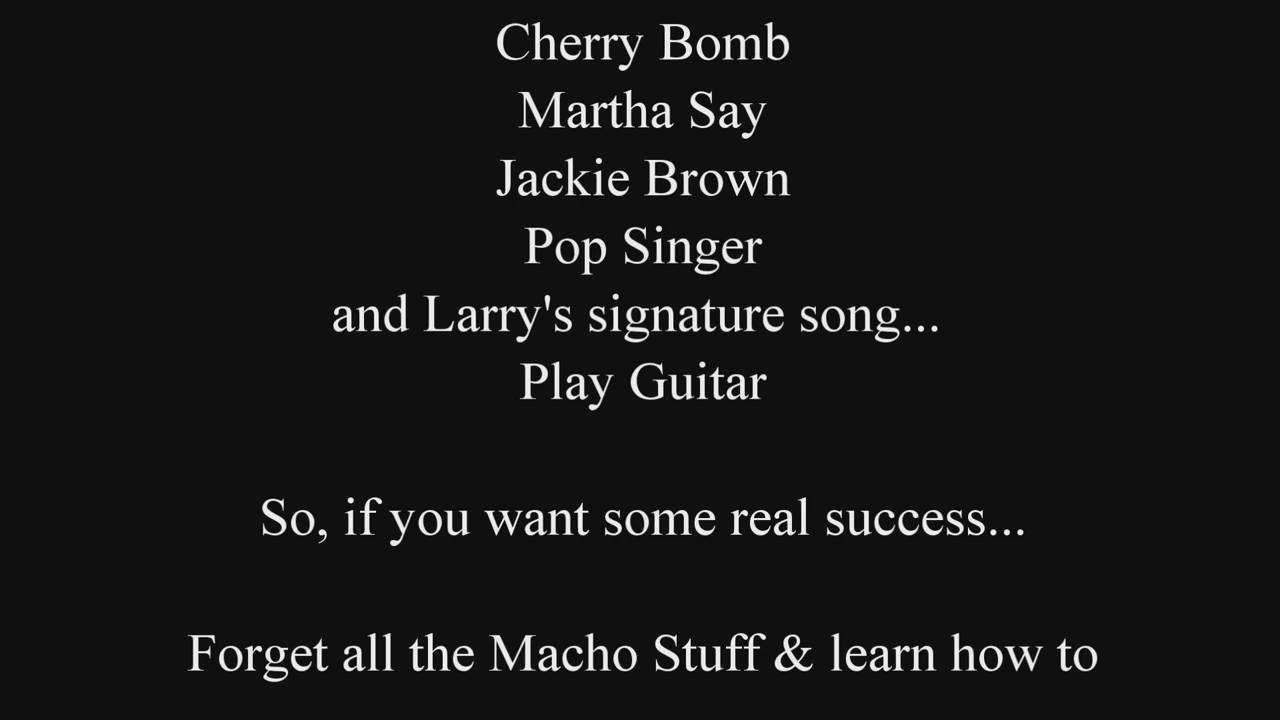 Cherry Bomb
Martha Say
Jackie Brown
Pop Singer
and Larry's signature song...
Play Guitar
So, if you want some real success...
Forget all the Macho Stuff & learn how to